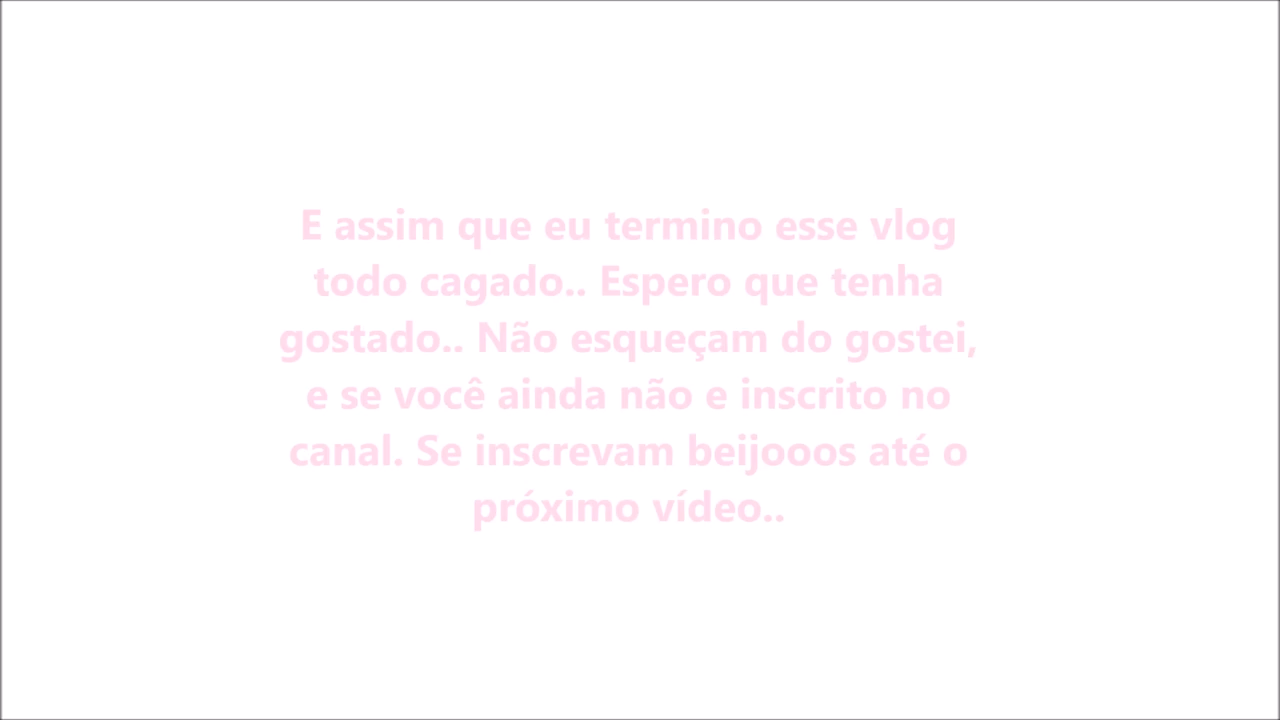 E assim que eu termino esse vlog
todo cagado.. Espero que tenha
gostado.. Não esqueçam do gostei,
e se você ainda não e inscrito no
canal. Se inscrevam beijooos até o
próximo vídeo..